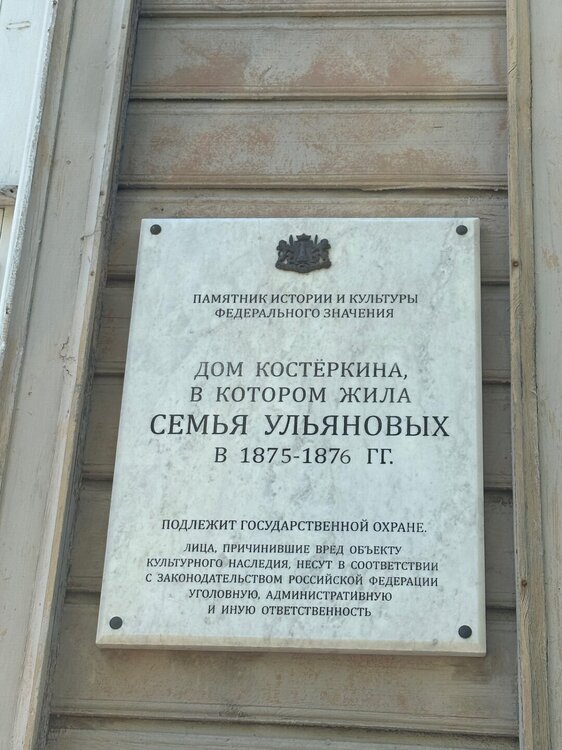 ПАМЯТНИК ИСТОРИИ И КУЛЬТУРЫ
ФЕДЕРАЛЬНОГО ЗНАЧЕНИЯ
ДОМ КОСТЁРКИНА,
В КОТОРОМ ЖИЛА
СЕМЬЯ УЛЬЯНОВЫХ
В 1875-1876 ГГ.
ПОДЛЕЖИТ ГОСУДАРСТВЕННОЙ ОХРАНЕ.
ЛИЦА, ПРИЧИНИВШИЕ ВРЕД ОБЪЕКТУ
КУЛЬТУРНОГО НАСЛЕДИЯ, НЕСУТ В СООТВЕТСТВИИ
С ЗАКОНОДАТЕЛЬСТВОМ РОССИЙСКОЙ ФЕДЕРАЦИИ
УГОЛОВНУЮ, АДМИНИСТРАТИВНУЮ
И ИНУЮ ОТВЕТСТВЕННОСТЬ